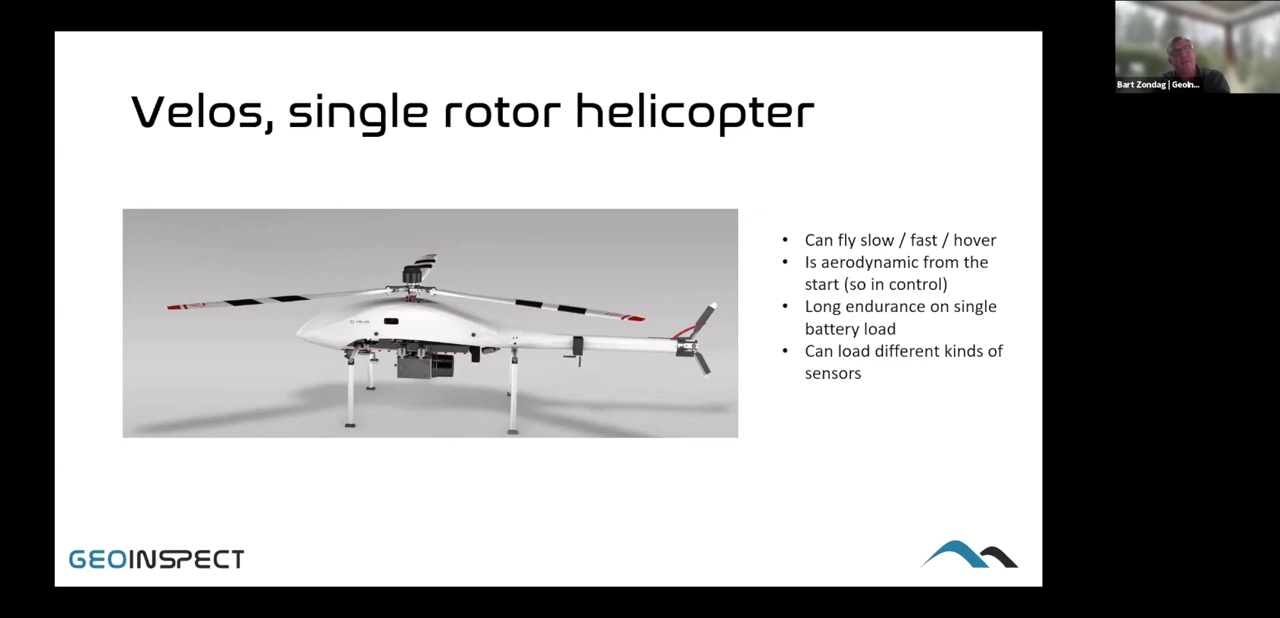 Velos, single rotor helicopter
• Can fly slow / fast / hover
• Is aerodynamic from the
start (so in control)
• Long endurance on single
battery load
• Can load different kinds of
sensors
GEOINSPECT
Bart Zondag | GeoIn...